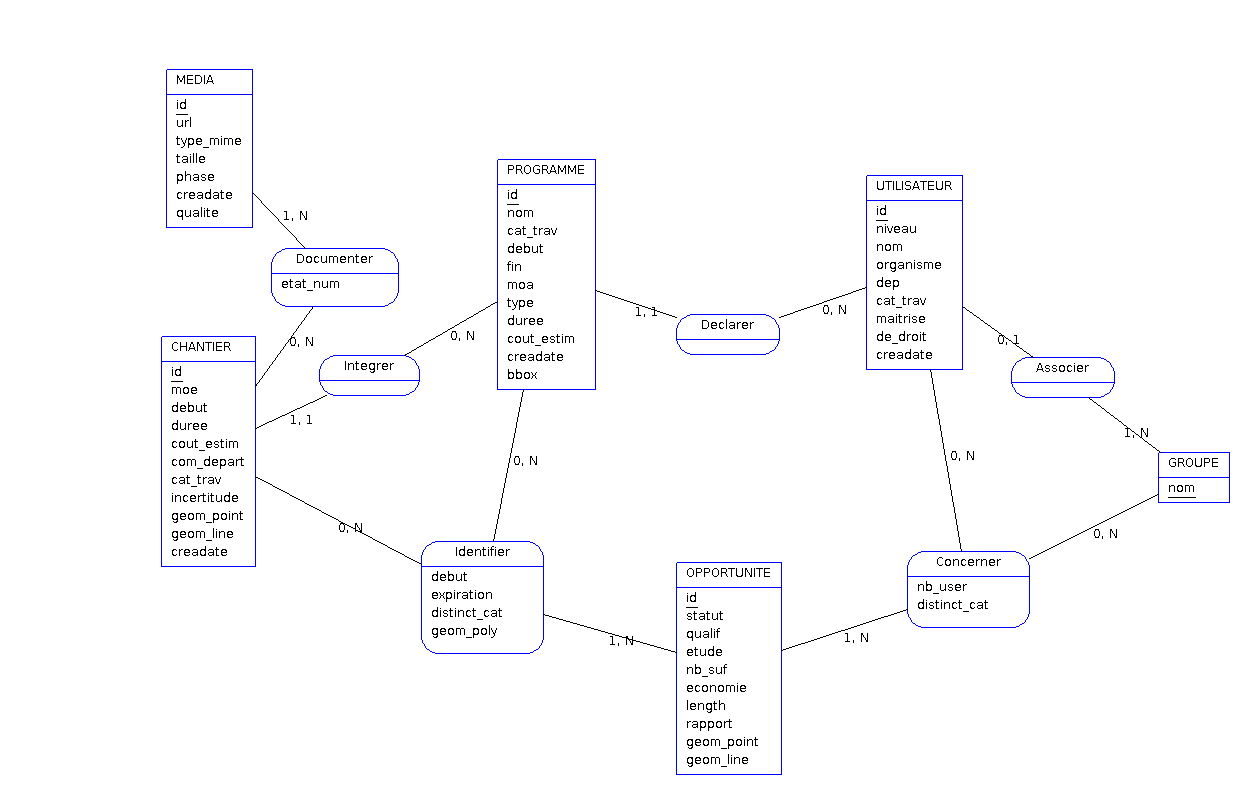 MEDIA
id
url
type_mime
taille
phase
creadate
qualite
1, N
Documenter
etat_num
0, N
CHANTIER
id
moe
debut
duree
cout_estim
com_depart
cat_trav
incertitude
geom_point
geom_line
creadate
Integrer
1, 1
0, N
PROGRAMME
id
nom
cat_trav
debut
fin
moa
type
duree
cout_estim
creadate
bbox
1, 1
Declarer
0, N
UTILISATEUR
id
niveau
nom
organisme
dep
cat_trav
maitrise
de_droit
creadate
0, 1
Associer
1, N
GROUPE
nom
0, N
0, N
0, N
0, N
Identifier
debut
expiration
distinct_cat
geom_poly
1, N
OPPORTUNITE
id
statut
qualif
etude
nb_suf
economie
length
rapport
geom_point
geom_line
1, N
Concerner
nb_user
distinct_cat